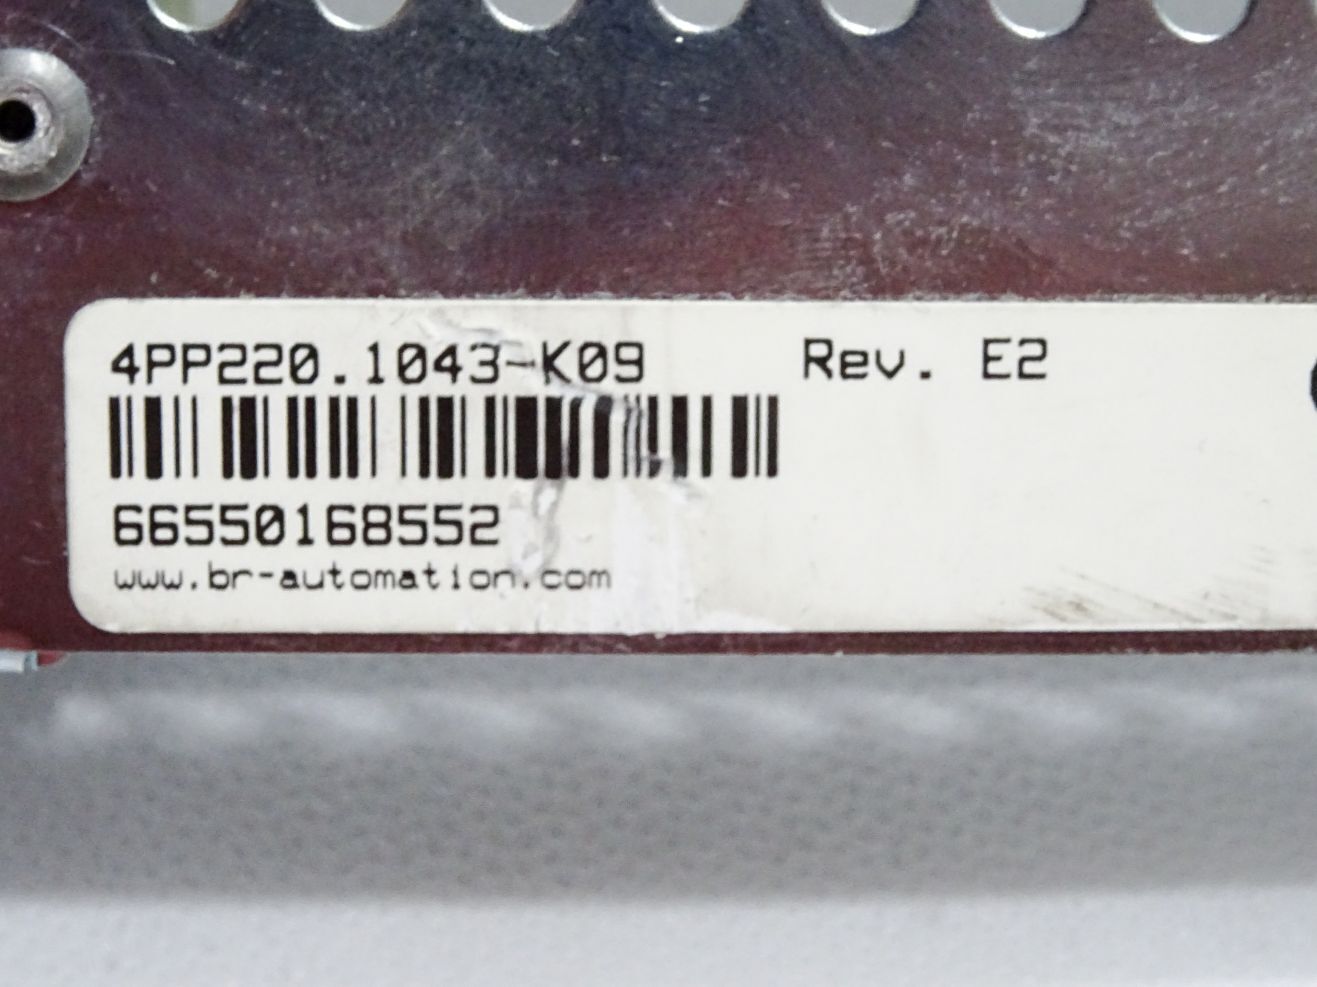 4PP220.1043-K09 Rev. E2
66550168552
www.br-automation.com